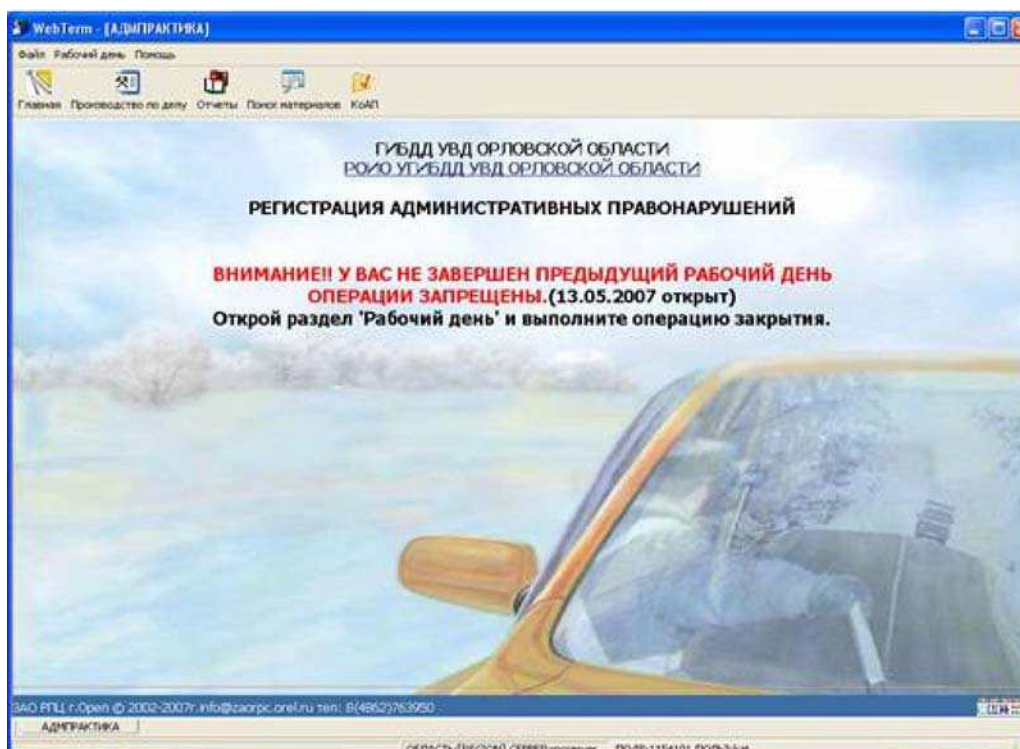 WebTerm - [АДМПРАКТИКА]
Файл Рабочий день Помощь
Главная Производство по делу Отчеты Поиск материалов КоАП
ГИБДД УВД ОРЛОВСКОЙ ОБЛАСТИ
РОИО УГИБДД УВД ОРЛОВСКОЙ ОБЛАСТИ
РЕГИСТРАЦИЯ АДМИНИСТРАТИВНЫХ ПРАВОНАРУШЕНИЙ
ВНИМАНИЕ!! У ВАС НЕ ЗАВЕРШЕН ПРЕДЫДУЩИЙ РАБОЧИЙ ДЕНЬ
ОПЕРАЦИИ ЗАПРЕЩЕНЫ.(13.05.2007 открыт)
Открой раздел 'Рабочий день' и выполните операцию закрытия.
ЗАО РПЦ г.Орел © 2002-2007г. info@zaorpc.orel.ru тел: 8(4862)763950
АДМПРАКТИКА